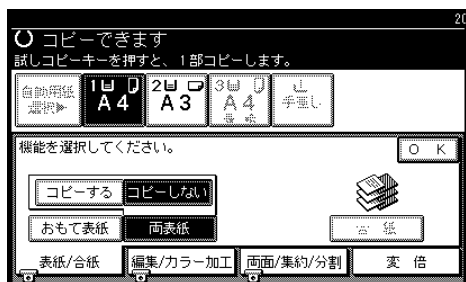 20
コピーできます
試しコピーキーを押すと、1部コピーします。
自動用紙選択▶ 1 A4 2 A3 3 A4 手差し
機能を選択してください。 OK
コピーする コピーしない
おもて表紙 両表紙 合紙
表紙/合紙 編集/カラー加工 両面/集約/分割 変倍